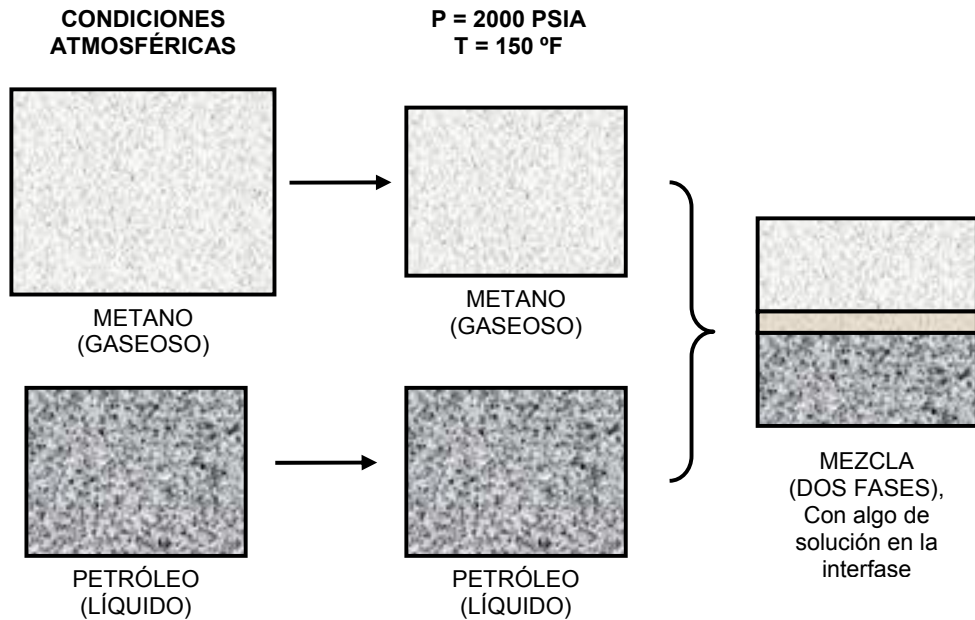 CONDICIONES
ATMOSFÉRICAS
P = 2000 PSIA
T = 150 ºF
METANO
(GASEOSO)
METANO
(GASEOSO)
PETRÓLEO
(LÍQUIDO)
PETRÓLEO
(LÍQUIDO)
MEZCLA
(DOS FASES),
Con algo de
solución en la
interfase